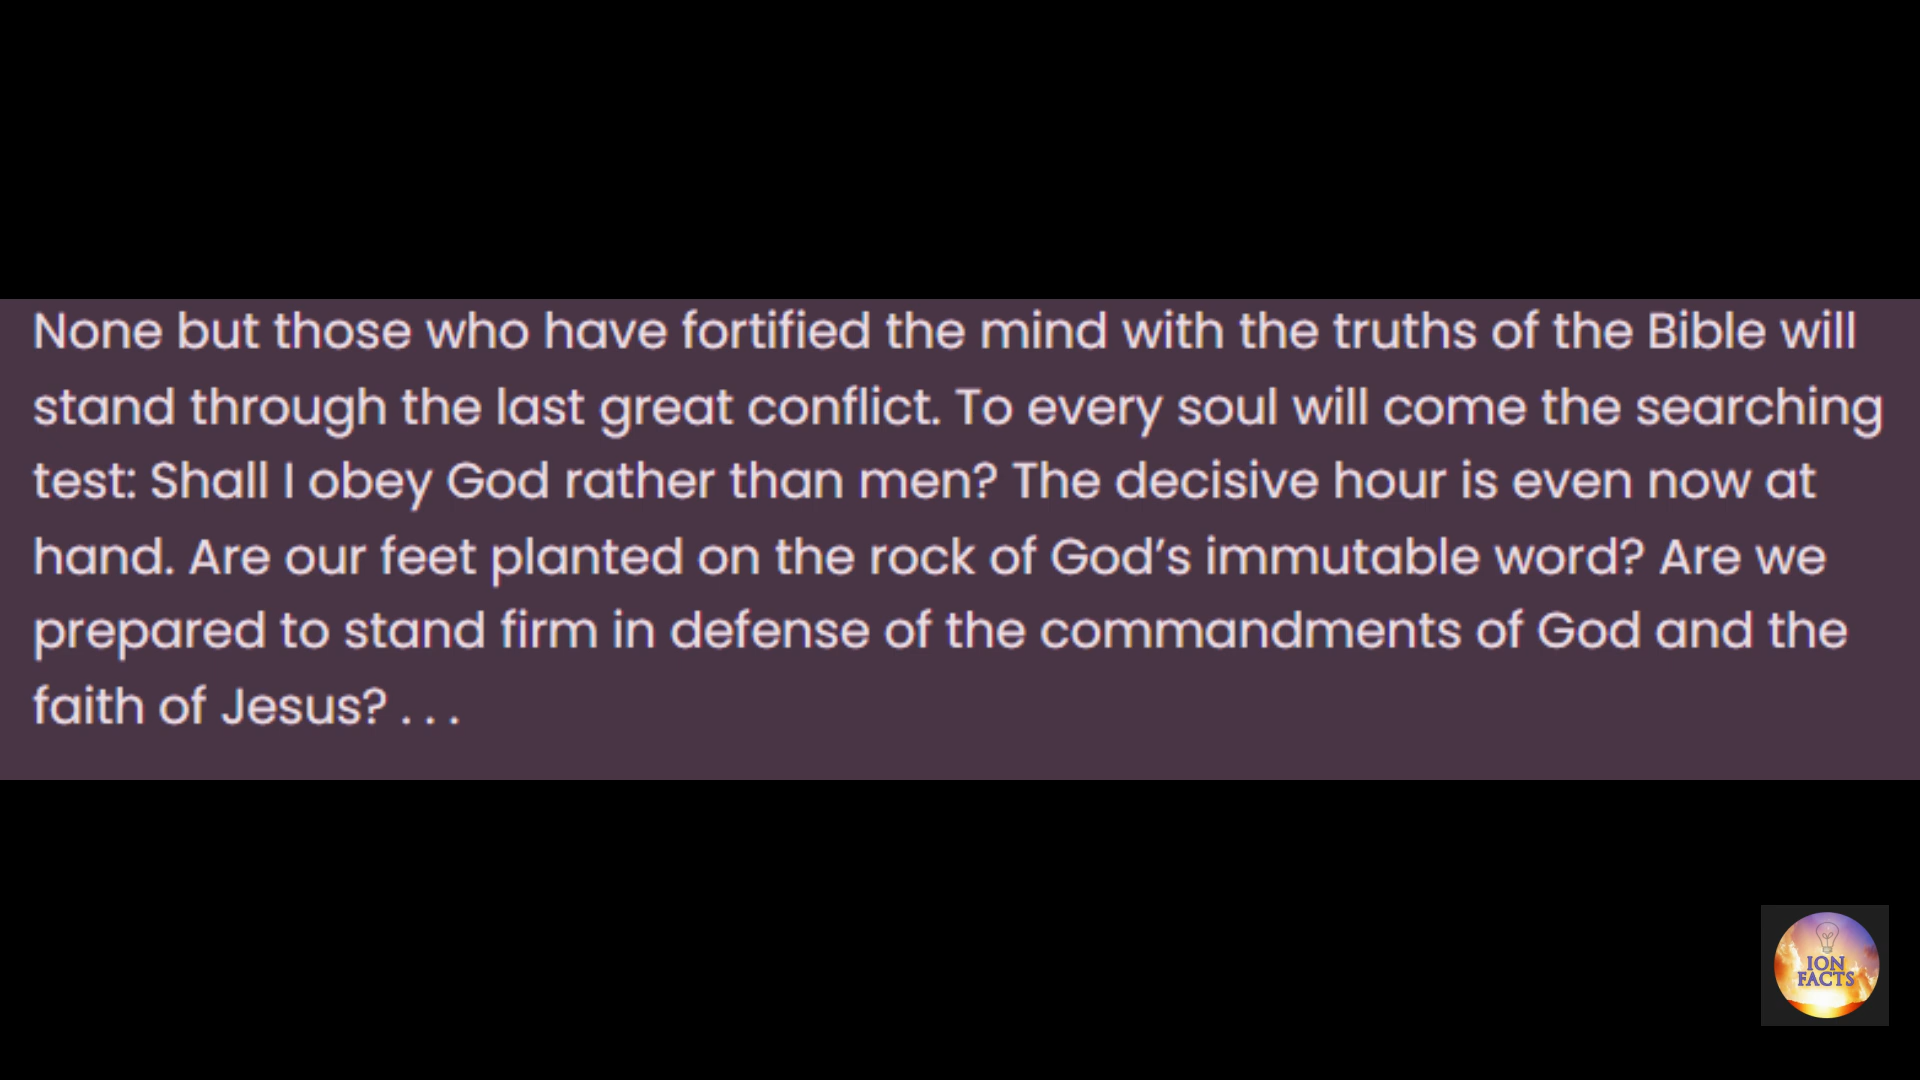 None but those who have fortified the mind with the truths of the Bible will
stand through the last great conflict. To every soul will come the searching
test: Shall I obey God rather than men? The decisive hour is even now at
hand. Are our feet planted on the rock of God’s immutable word? Are we
prepared to stand firm in defense of the commandments of God and the
faith of Jesus? . . .
ION
FACTS